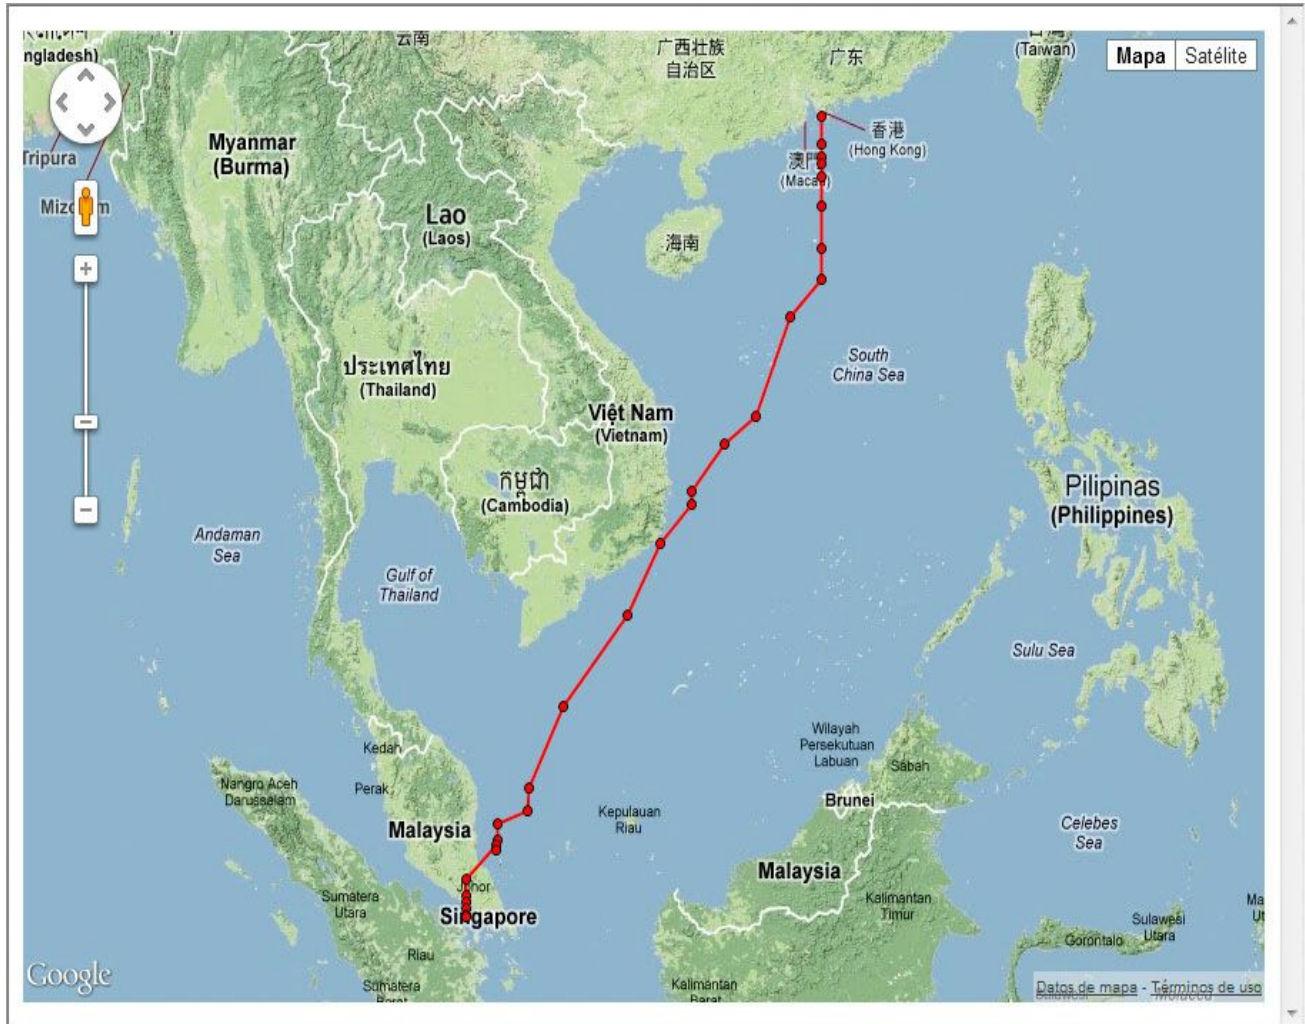 ngladesh)
云南
广西壮族
自治区
广东
(Taiwan)
Mapa
Satélite
Tripura
Myanmar
(Burma)
香港
(Hong Kong)
澳門
(Macau)
Lao
(Laos)
海南
ประเทศไทย
(Thailand)
South
China Sea
Việt Nam
(Vietnam)
កម្ពុជា
(Cambodia)
Pilipinas
(Philippines)
Andaman
Sea
Gulf of
Thailand
Sulu Sea
Kedah
Wilayah
Persekutuan
Labuan
Sabah
Nangro Aceh
Darussalam
Perak
Brunei
Kepulauan
Riau
Malaysia
Celebes
Sea
Malaysia
Johor
Sumatera
Utara
Singapore
Kalimantan
Timur
Ma
Ut
Sulawesi
Utara
Gorontalo
Riau
Google
Sumatera
Barat
Kalimantan
Barat
Datos de mapa - Términos de uso